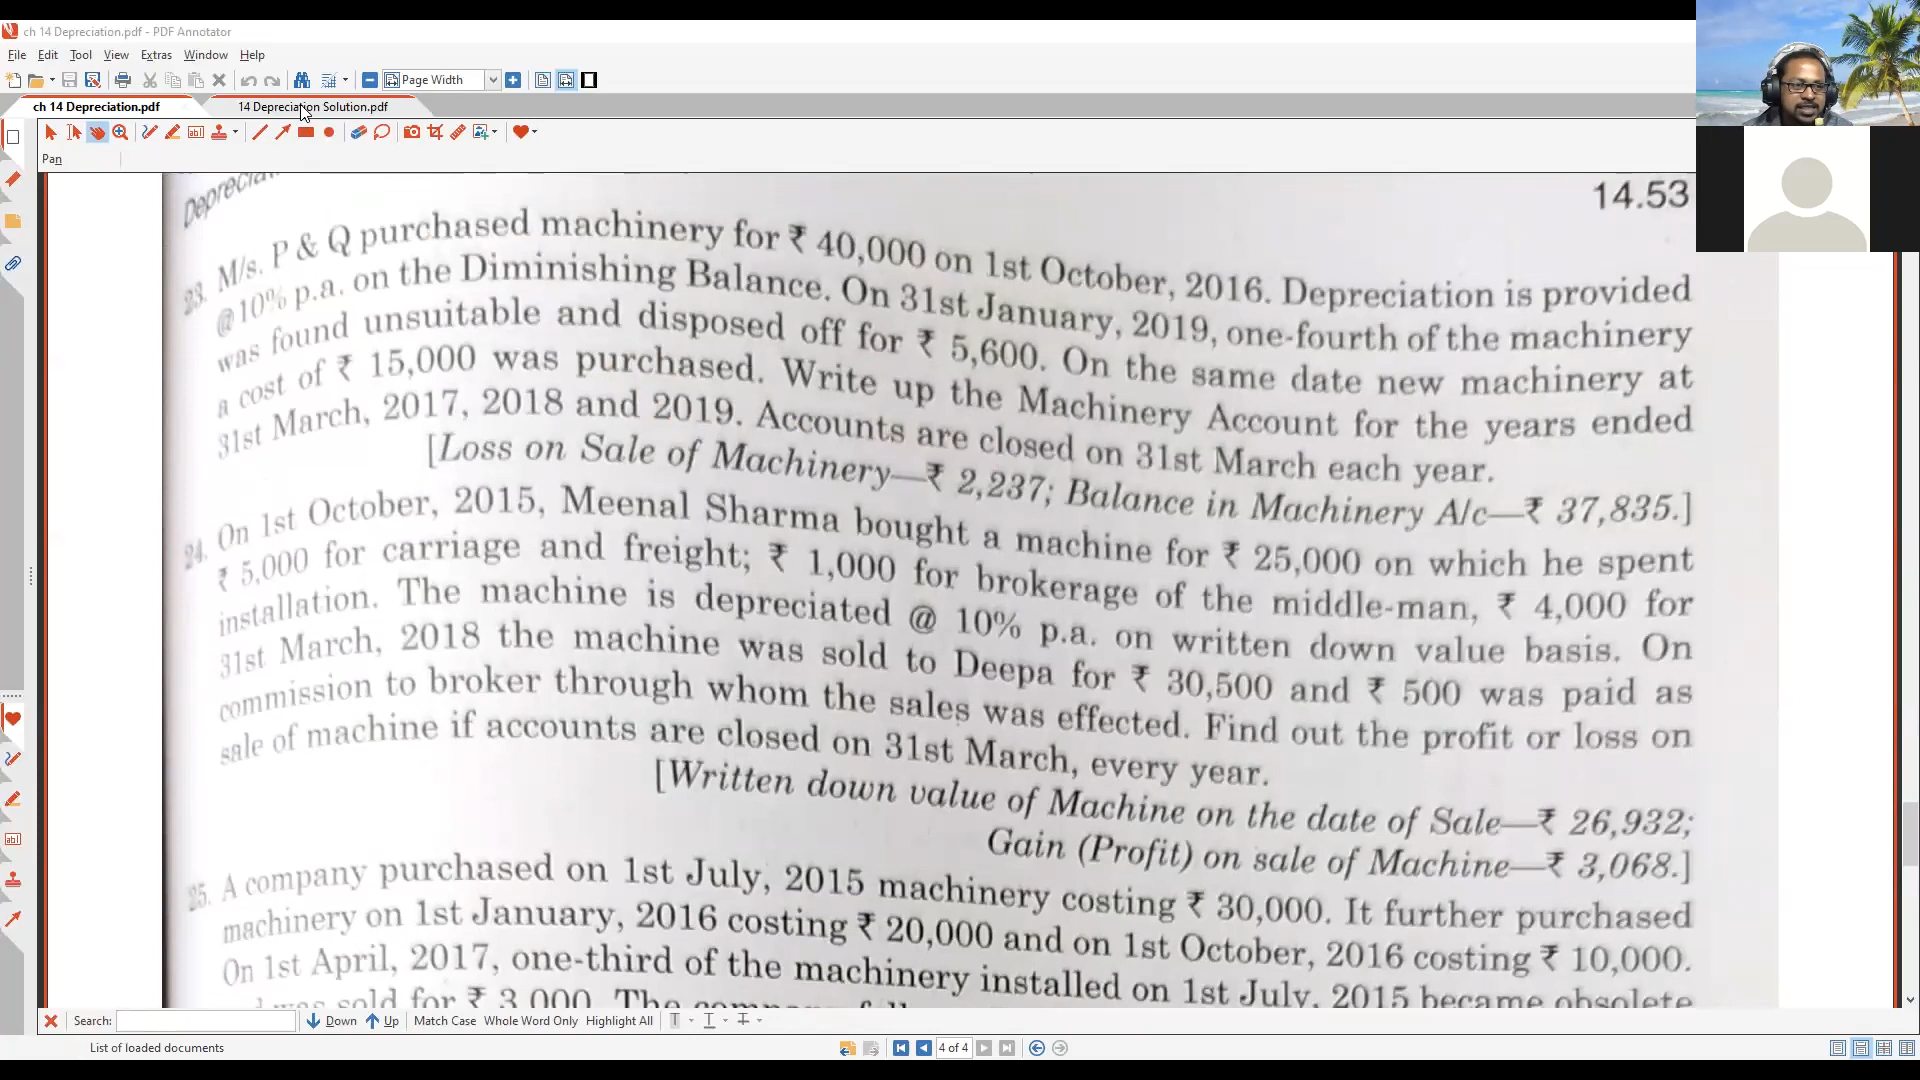 ch 14 Depreciation.pdf - PDF Annotator
File Edit Tool View Extras Window Help
Page Width
ch 14 Depreciation.pdf 14 Depreciation Solution.pdf
Pan
14.53
23. M/s. P & Q purchased machinery for ₹ 40,000 on 1st October, 2016. Depreciation is provided
@10% p.a. on the Diminishing Balance. On 31st January, 2019, one-fourth of the machinery
was found unsuitable and disposed off for ₹ 5,600. On the same date new machinery at
a cost of ₹ 15,000 was purchased. Write up the Machinery Account for the years ended
31st March, 2017, 2018 and 2019. Accounts are closed on 31st March each year.
[Loss on Sale of Machinery—₹ 2,237; Balance in Machinery A/c—₹ 37,835.]
24. On 1st October, 2015, Meenal Sharma bought a machine for ₹ 25,000 on which he spent
₹ 5,000 for carriage and freight; ₹ 1,000 for brokerage of the middle-man, ₹ 4,000 for
installation. The machine is depreciated @ 10% p.a. on written down value basis. On
31st March, 2018 the machine was sold to Deepa for ₹ 30,500 and ₹ 500 was paid as
commission to broker through whom the sales was effected. Find out the profit or loss on
sale of machine if accounts are closed on 31st March, every year.
[Written down value of Machine on the date of Sale—₹ 26,932;
Gain (Profit) on sale of Machine—₹ 3,068.]
25. A company purchased on 1st July, 2015 machinery costing ₹ 30,000. It further purchased
machinery on 1st January, 2016 costing ₹ 20,000 and on 1st October, 2016 costing ₹ 10,000.
On 1st April, 2017, one-third of the machinery installed on 1st July, 2015 became obsolete
sold for ₹ 3,000. The
Search: Down Up Match Case Whole Word Only Highlight All
List of loaded documents 4 of 4